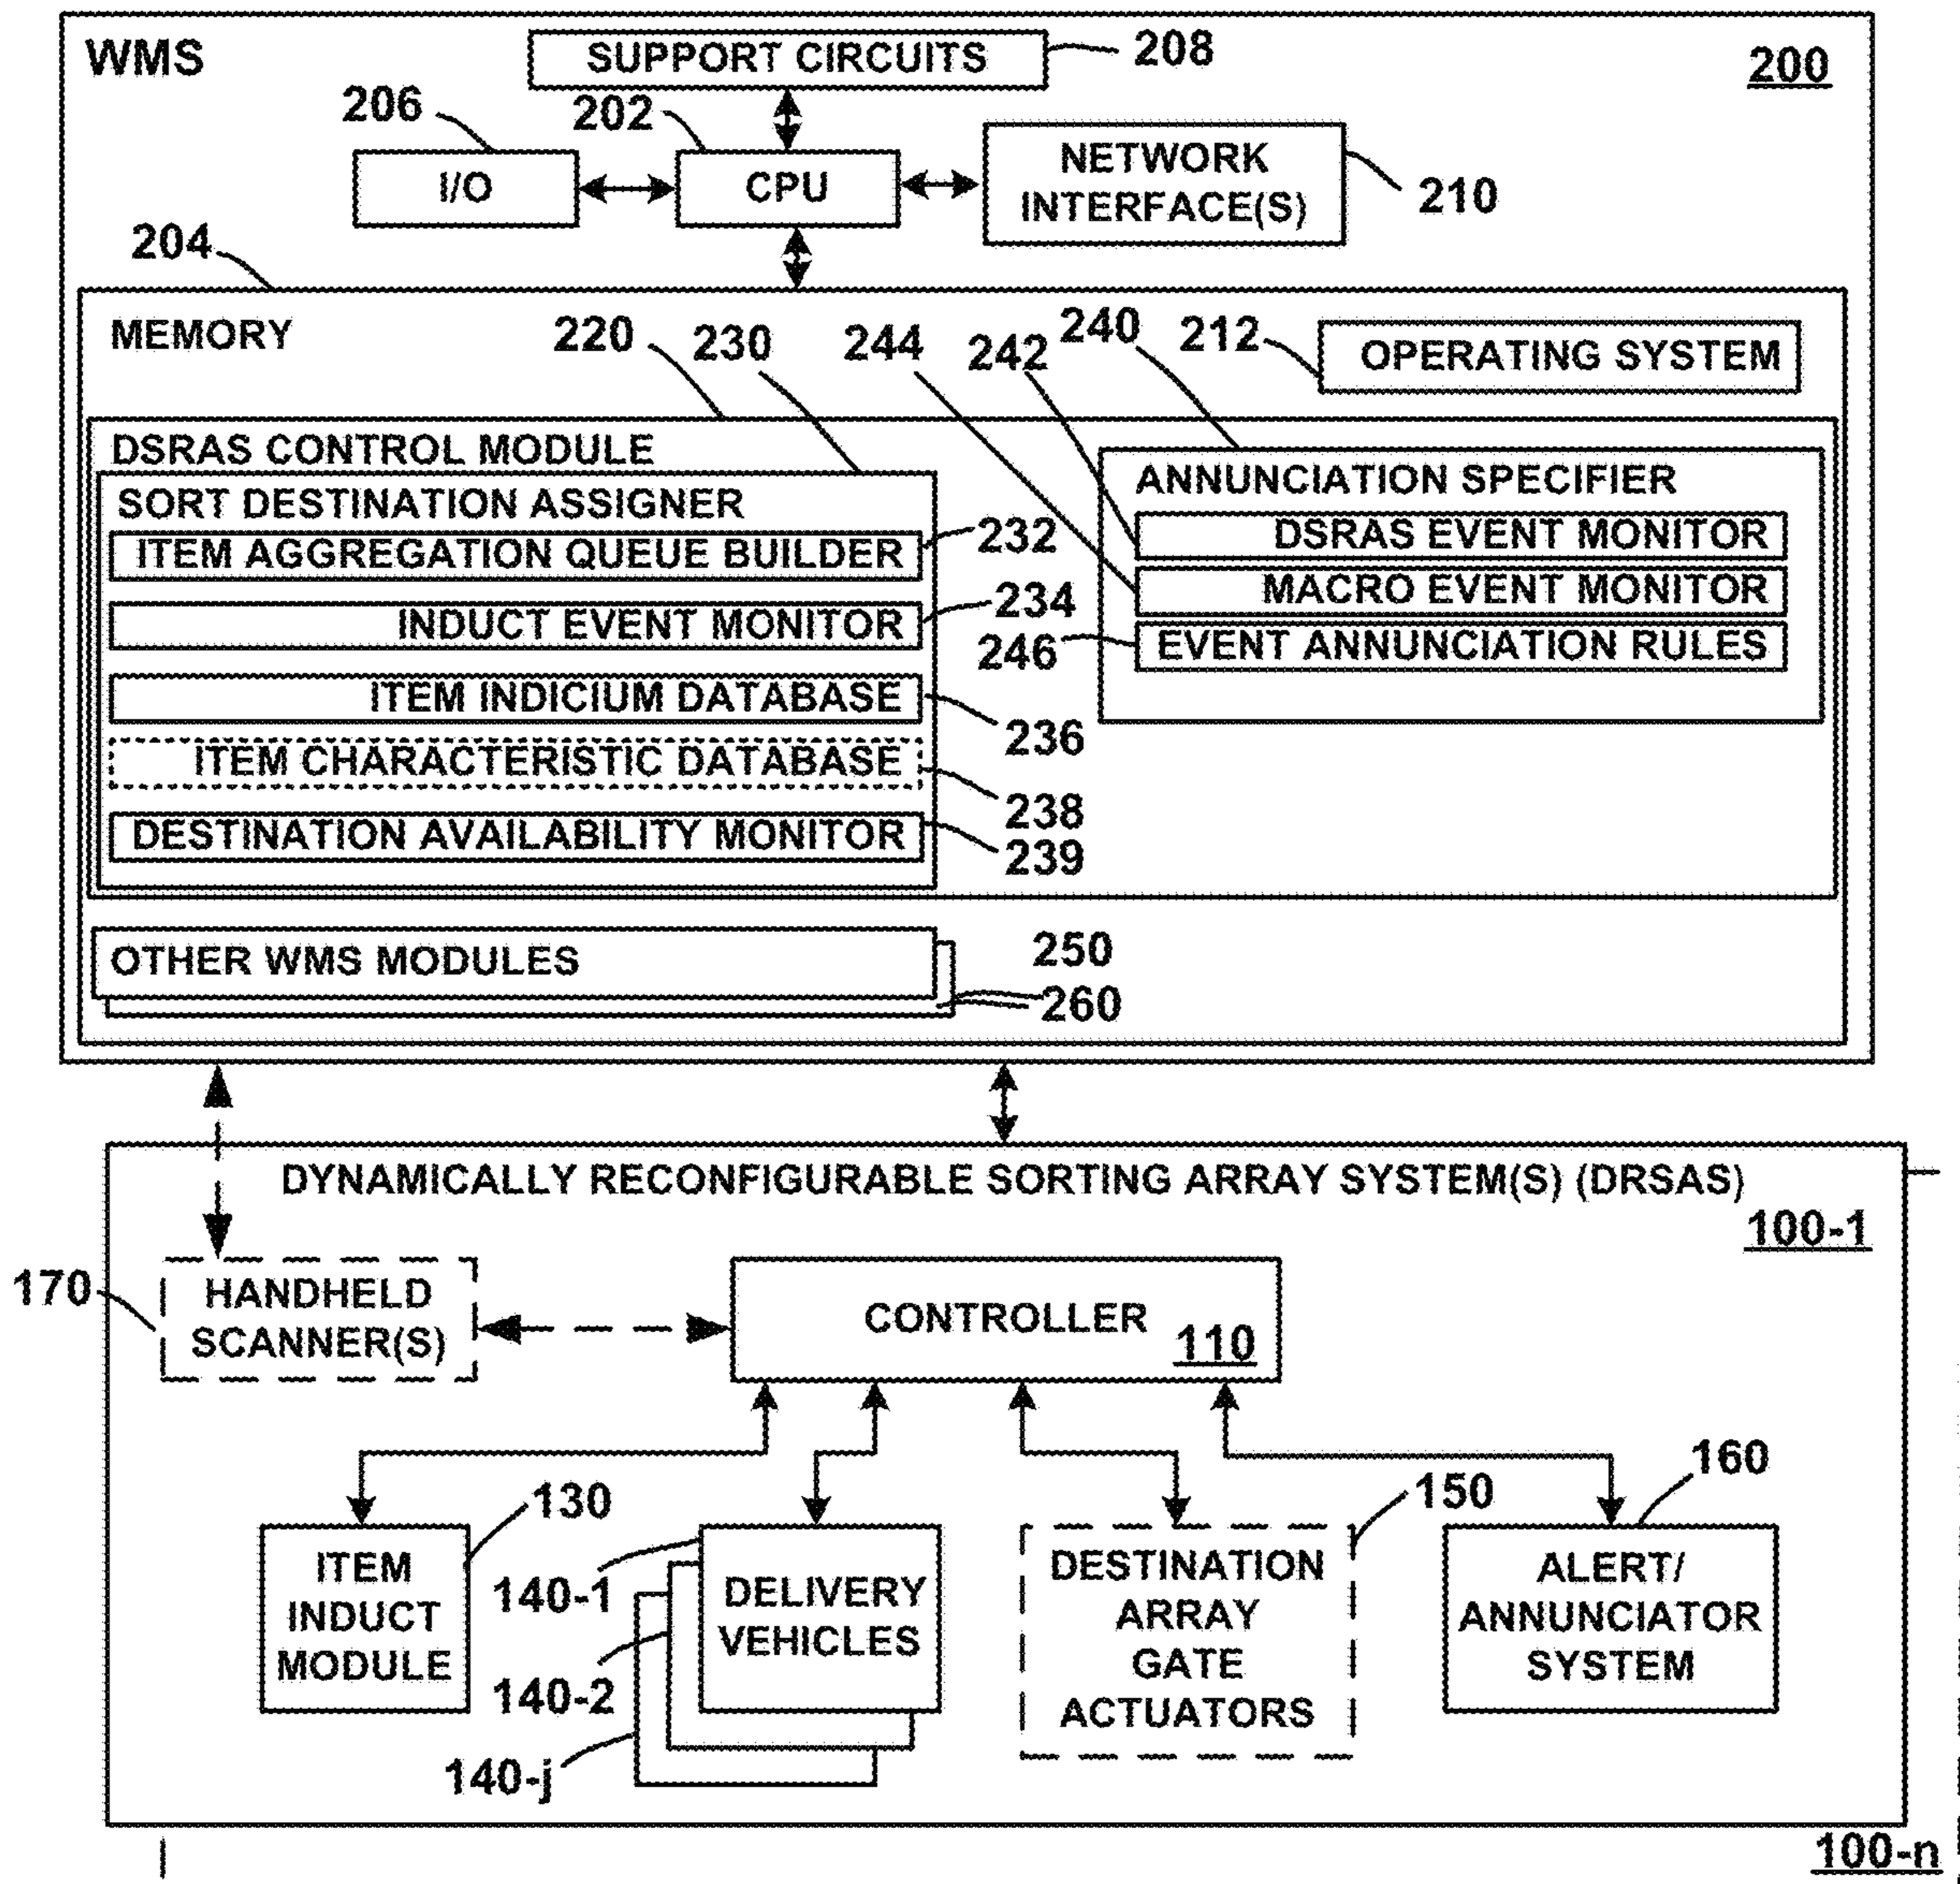 WMS
SUPPORT CIRCUITS
208
200
206
202
I/O
CPU
NETWORK
INTERFACE(S)
210
204
MEMORY
220
230
244
242
240
212
OPERATING SYSTEM
DSRAS CONTROL MODULE
SORT DESTINATION ASSIGNER
ITEM AGGREGATION QUEUE BUILDER
232
INDUCT EVENT MONITOR
234
ITEM INDICIUM DATABASE
236
ITEM CHARACTERISTIC DATABASE
238
DESTINATION AVAILABILITY MONITOR
239
ANNUNCIATION SPECIFIER
DSRAS EVENT MONITOR
MACRO EVENT MONITOR
246
EVENT ANNUNCIATION RULES
OTHER WMS MODULES
250
260
DYNAMICALLY RECONFIGURABLE SORTING ARRAY SYSTEM(S) (DRSAS)
100-1
170
HANDHELD
SCANNER(S)
CONTROLLER
110
130
ITEM
INDUCT
MODULE
140-1
140-2
140-j
DELIVERY
VEHICLES
150
DESTINATION
ARRAY
GATE
ACTUATORS
160
ALERT/
ANNUNCIATOR
SYSTEM
100-n